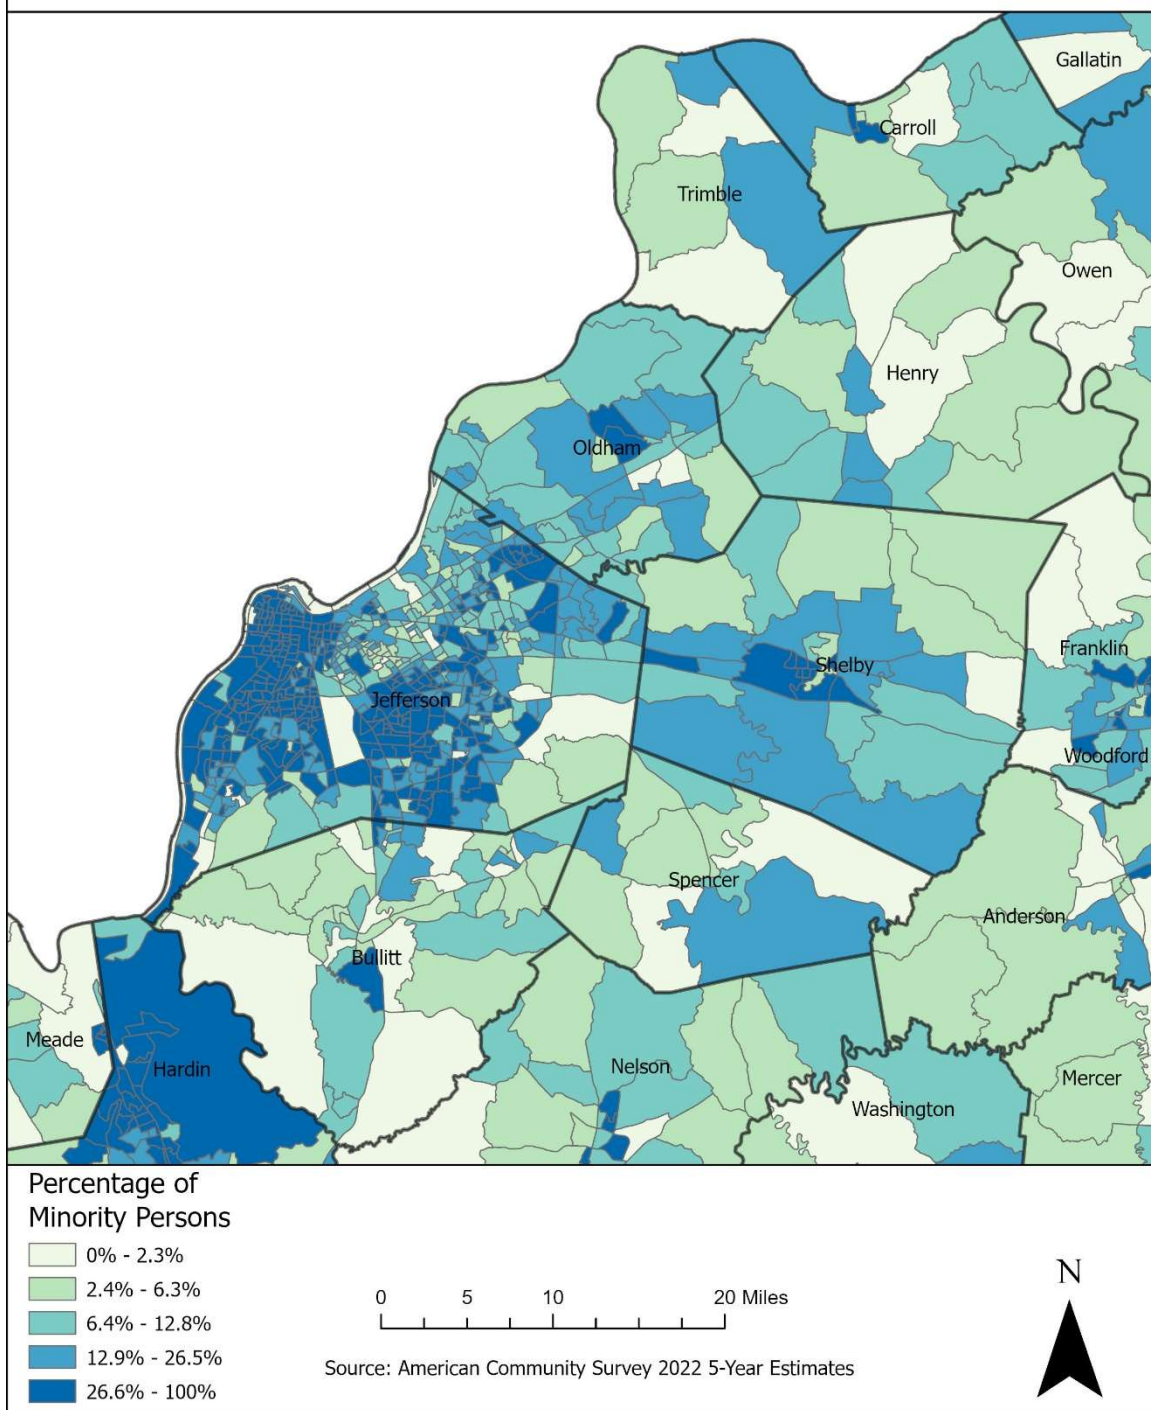 Gallatin
Carroll
Trimble
Owen
Henry
Oldham
Franklin
Shelby
Jefferson
Woodford
Spencer
Anderson
Bullitt
Meade
Hardin
Nelson
Mercer
Washington
Percentage of
Minority Persons
0% - 2.3%
2.4% - 6.3%
6.4% - 12.8%
12.9% - 26.5%
26.6% - 100%
0 5 10 20 Miles
Source: American Community Survey 2022 5-Year Estimates
N